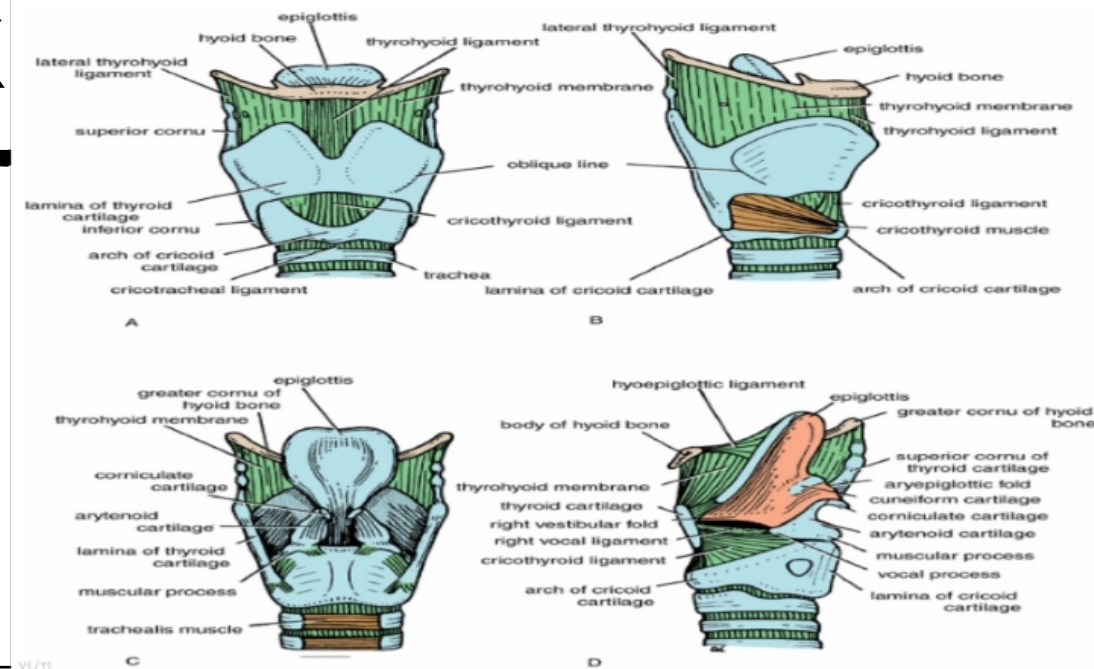 epiglottis
hyoid bone
thyrohyoid ligament
lateral thyrohyoid
ligament
thyrohyoid membrane
superior cornu
oblique line
lamina of thyroid
cartilage
inferior cornu
cricothyroid ligament
arch of cricoid
cartilage
trachea
cricotracheal ligament
A
lateral thyrohyoid ligament
epiglottis
hyoid bone
thyrohyoid membrane
thyrohyoid ligament
cricothyroid ligament
cricothyroid muscle
lamina of cricoid cartilage
arch of cricoid cartilage
B
epiglottis
greater cornu of
hyoid bone
thyrohyoid membrane
corniculate
cartilage
arytenoid
cartilage
lamina of thyroid
cartilage
muscular process
trachealis muscle
C
hyoepiglottic ligament
epiglottis
body of hyoid bone
greater cornu of hyoid
bone
superior cornu of
thyroid cartilage
thyrohyoid membrane
aryepiglottic fold
cuneiform cartilage
thyroid cartilage
corniculate cartilage
right vestibular fold
arytenoid cartilage
right vocal ligament
cricothyroid ligament
muscular process
vocal process
arch of cricoid
cartilage
lamina of cricoid
cartilage
D